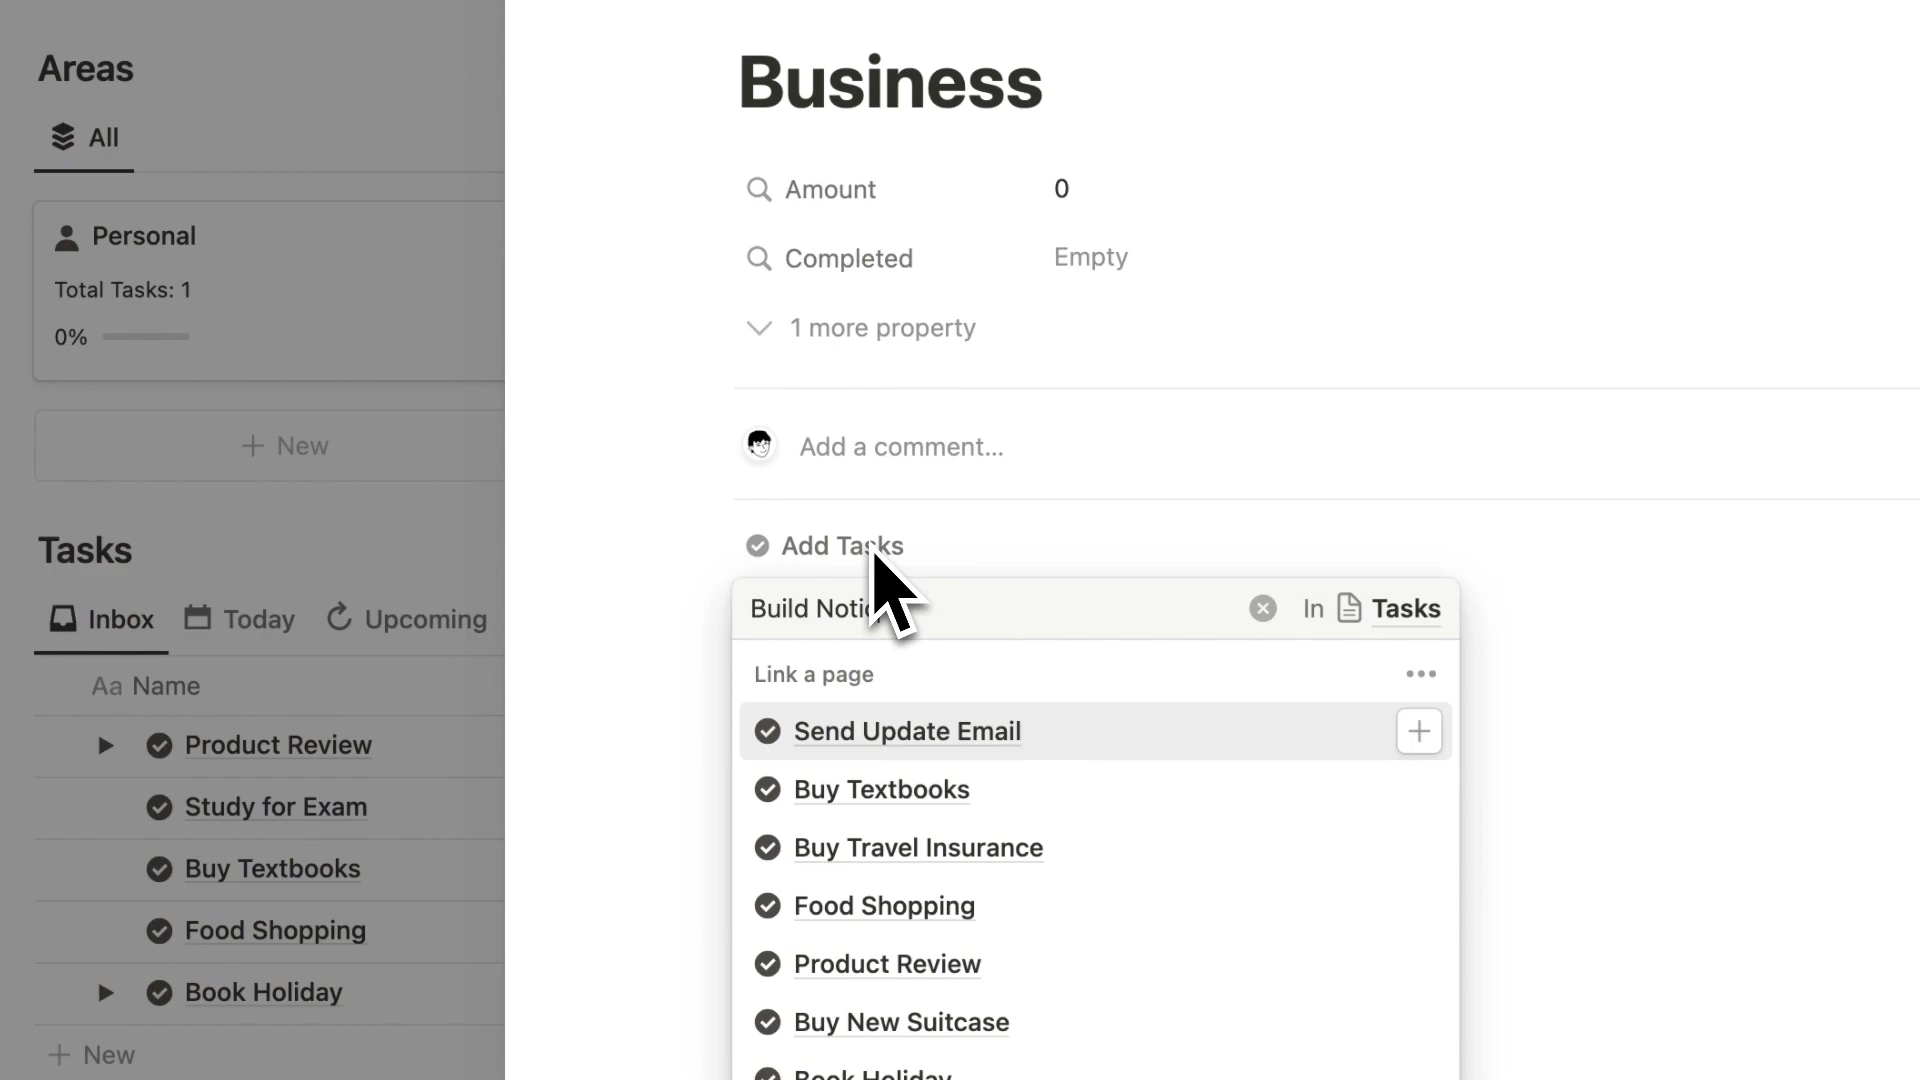 Areas
All
Personal
Total Tasks: 1
0%
New
Tasks
Inbox Today Upcoming
Aa Name
Product Review
Study for Exam
Buy Textbooks
Food Shopping
Book Holiday
New
Business
Amount 0
Completed Empty
1 more property
Add a comment...
Add Tasks
Build In Tasks
Link a page
Send Update Email
Buy Textbooks
Buy Travel Insurance
Food Shopping
Product Review
Buy New Suitcase
Book Holiday